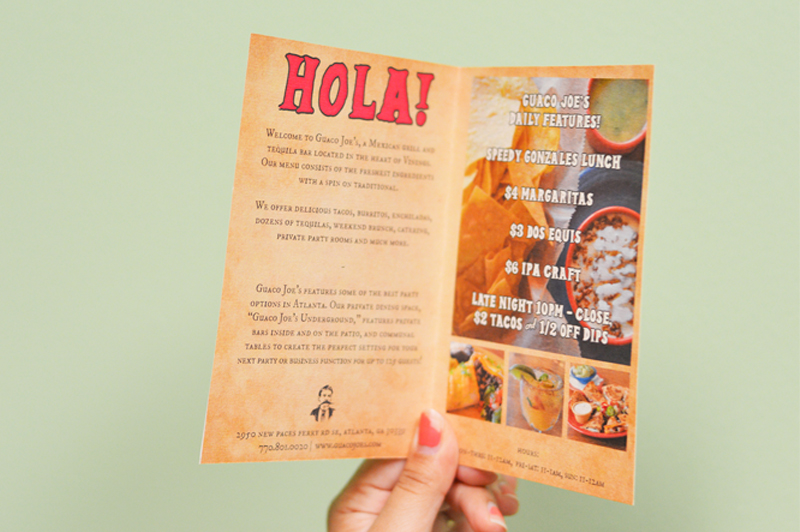 HOLA!
WELCOME TO GUACO JOE'S, A MEXICAN GRILL AND
TEQUILA BAR LOCATED IN THE HEART OF VININGS.
OUR MENU CONSISTS OF THE FRESHEST INGREDIENTS
WITH A SPIN ON TRADITIONAL.
WE OFFER DELICIOUS TACOS, BURRITOS, ENCHILADAS,
DOZENS OF TEQUILAS, WEEKEND BRUNCH, CATERING,
PRIVATE PARTY ROOMS AND MUCH MORE.
GUACO JOE'S FEATURES SOME OF THE BEST PARTY
OPTIONS IN ATLANTA. OUR PRIVATE DINING SPACE,
"GUACO JOE'S UNDERGROUND," FEATURES PRIVATE
BARS INSIDE AND ON THE PATIO, AND COMMUNAL
TABLES TO CREATE THE PERFECT SETTING FOR YOUR
NEXT PARTY OR BUSINESS FUNCTION FOR UP TO 125 GUESTS!
2950 NEW PACES FERRY RD SE, ATLANTA, GA 30339
770.801.0020 | WWW.GUACOJOES.COM
GUACO JOE'S
DAILY FEATURES!
SPEEDY GONZALES LUNCH
$4 MARGARITAS
$3 DOS EQUIS
$6 IPA CRAFT
LATE NIGHT 10PM - CLOSE,
$2 TACOS and 1/2 OFF DIPS
HOURS:
11-11AM, FRI-SAT: 11-1AM, SUN: 11-12AM